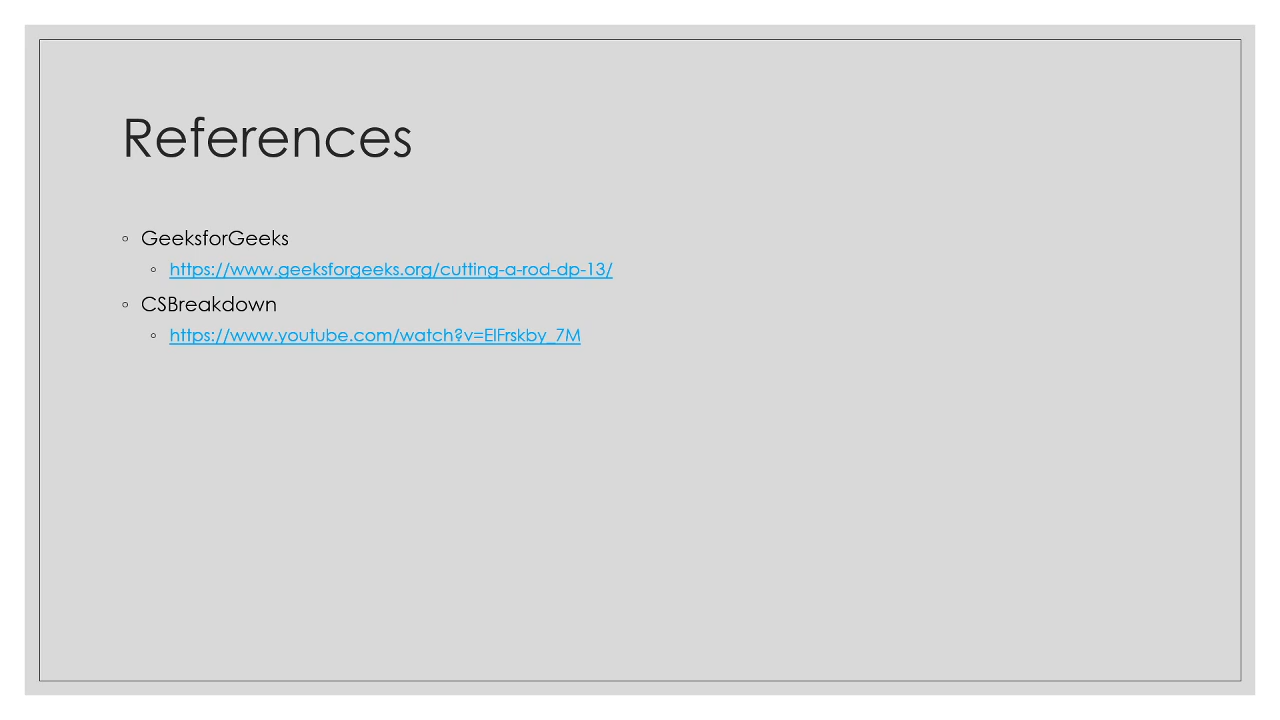 References
◦ GeeksforGeeks
◦ https://www.geeksforgeeks.org/cutting-a-rod-dp-13/
◦ CSBreakdown
◦ https://www.youtube.com/watch?v=ElFrskby_7M